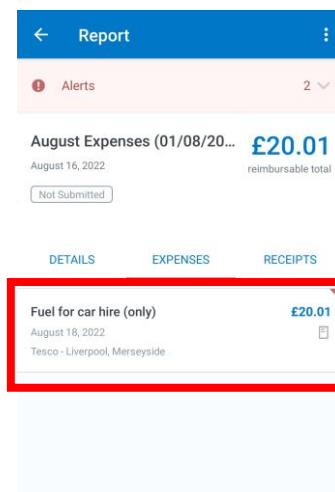 Report
Alerts 2
August Expenses (01/08/20... £20.01
August 16, 2022 reimbursable total
Not Submitted
DETAILS EXPENSES RECEIPTS
Fuel for car hire (only) £20.01
August 18, 2022
Tesco - Liverpool, Merseyside